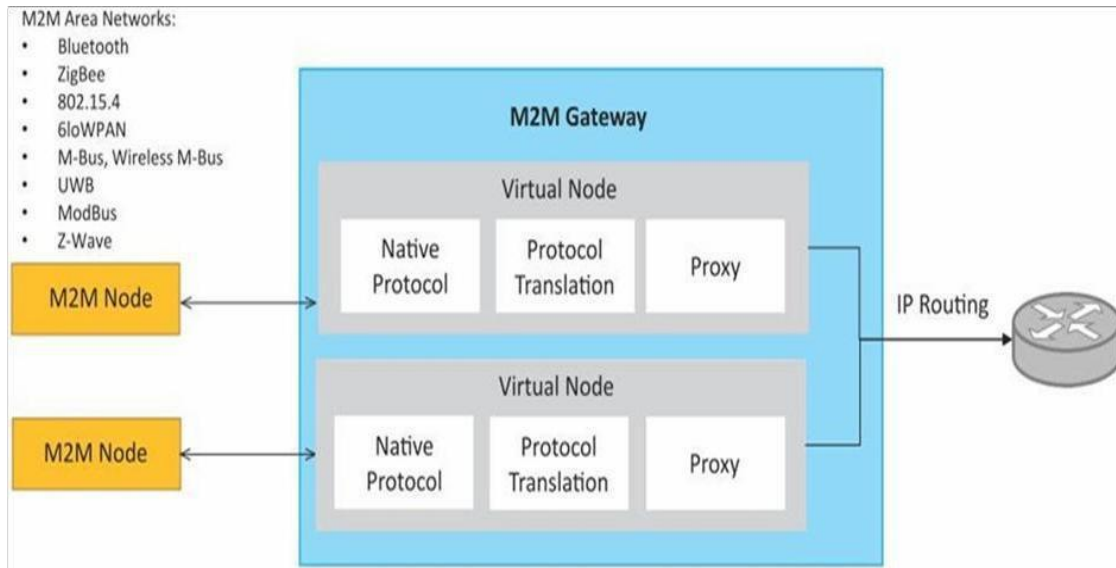 M2M Area Networks:
• Bluetooth
• ZigBee
• 802.15.4
• 6loWPAN
• M-Bus, Wireless M-Bus
• UWB
• ModBus
• Z-Wave
M2M Gateway
Virtual Node
Native
Protocol
Protocol
Translation
Proxy
M2M Node
IP Routing
Virtual Node
Native
Protocol
Protocol
Translation
Proxy
M2M Node